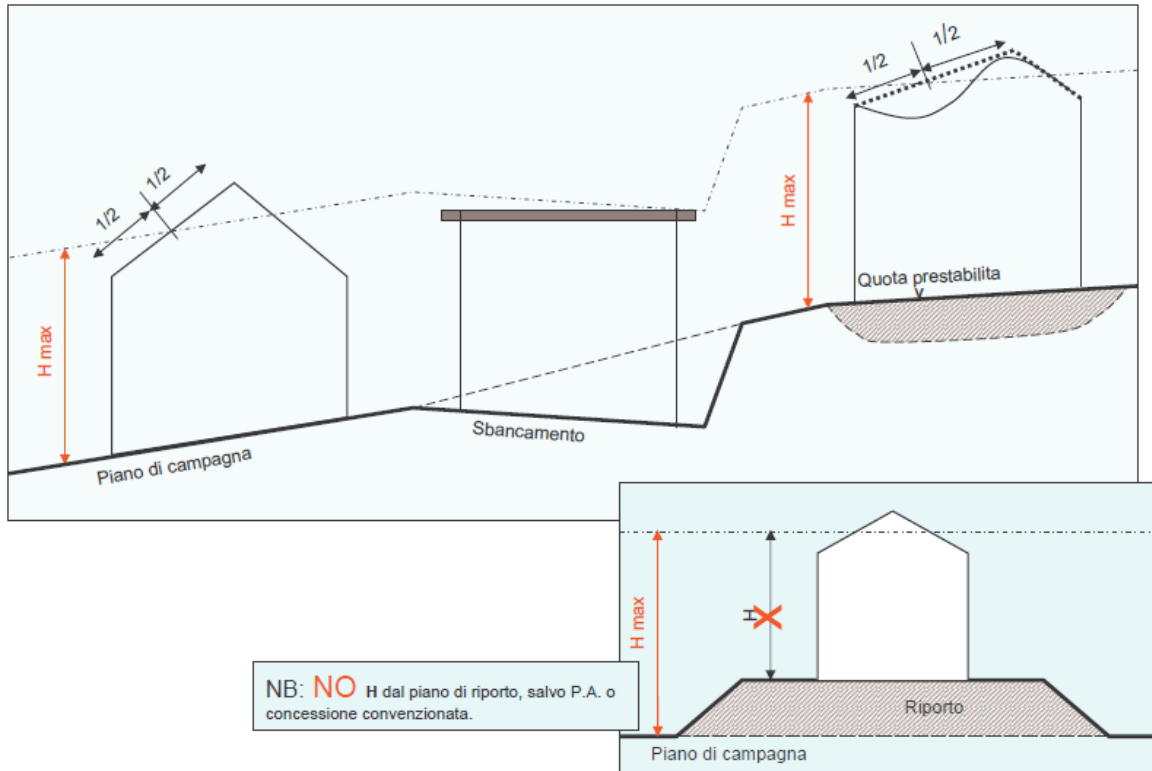 1/2
1/2
1/2
1/2
H max
H max
Quota prestabilita
Sbancamento
Piano di campagna
H max
H
NB: NO H dal piano di riporto, salvo P.A. o
concessione convenzionata.
Riporto
Piano di campagna